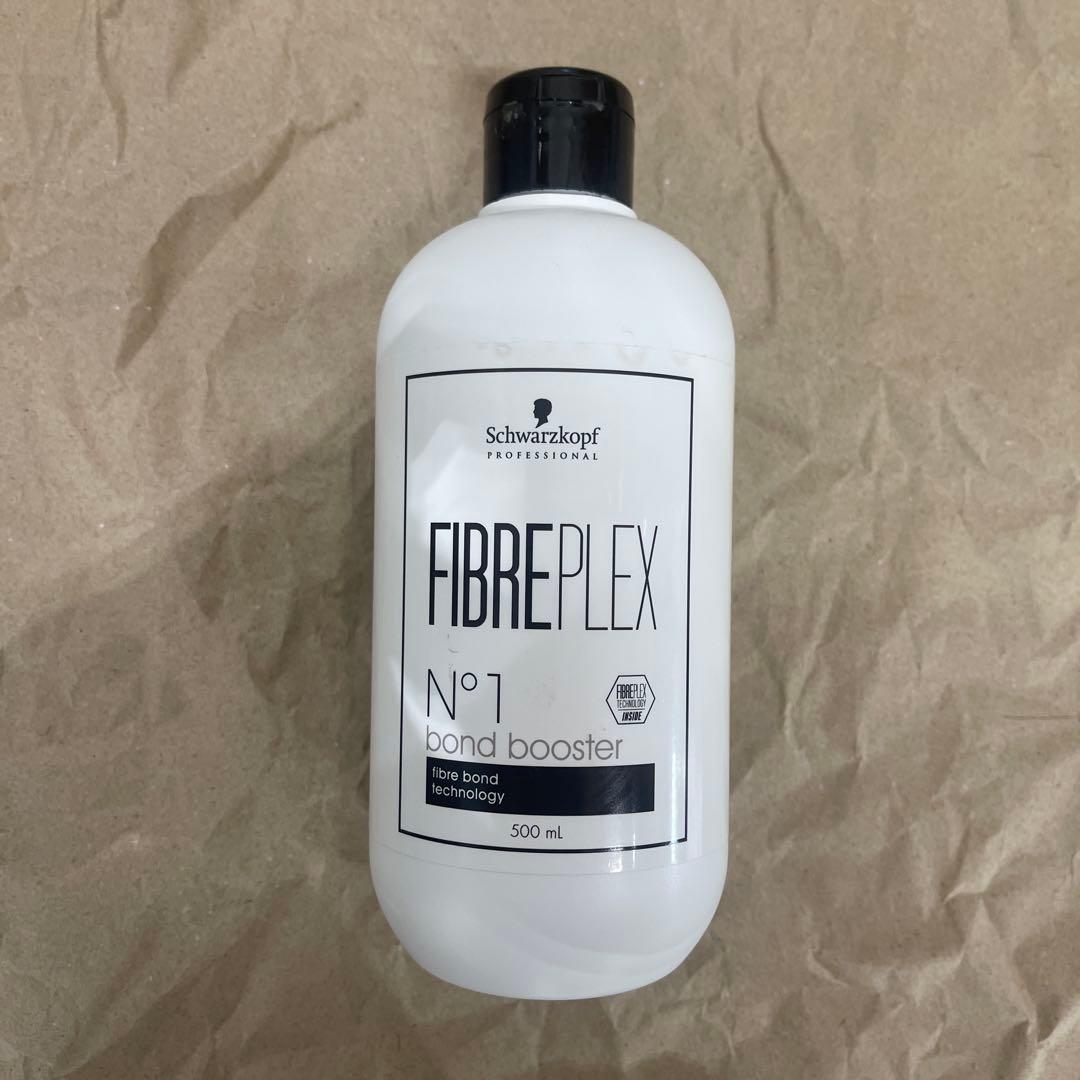 Schwarzkopf
PROFESSIONAL
FIBREPLEX
N°1
FIBREPLEX
TECHNOLOGY
INSIDE
bond booster
fibre bond
technology
500 mL